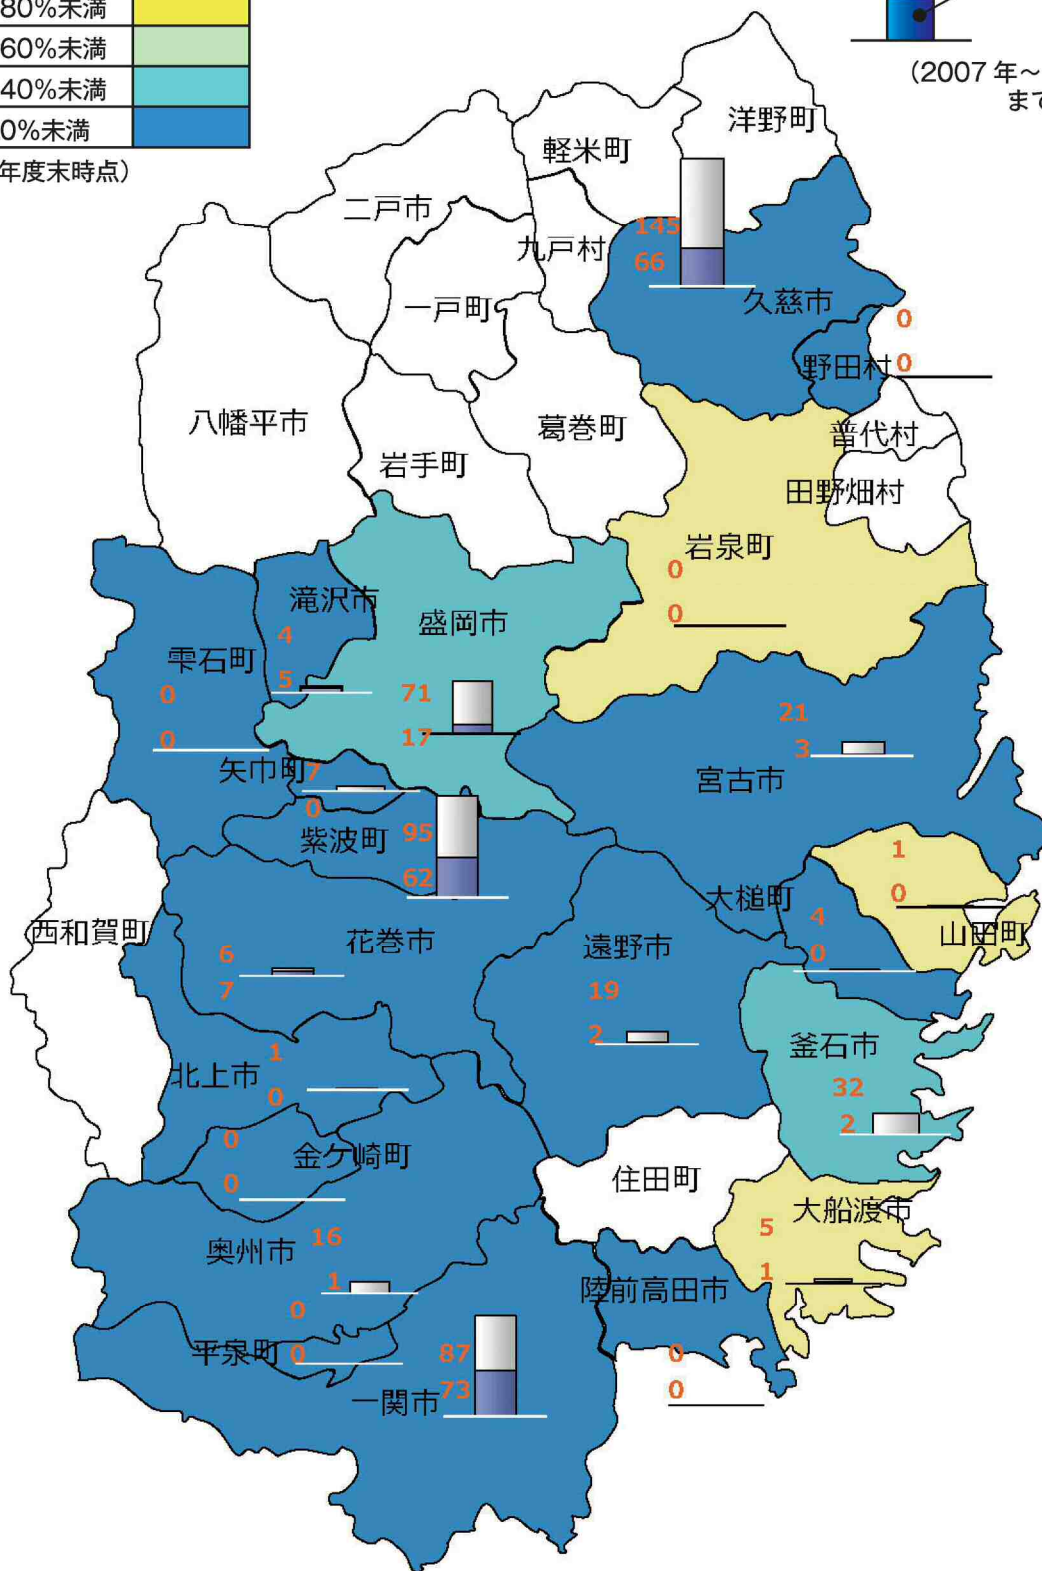 80%未満
60%未満
40%未満
0%未満
年度末時点）
（2007年～
まで
洋野町
軽米町
二戸市
九戸村
145
66
一戸町
久慈市
0
野田村
0
八幡平市
葛巻町
普代村
岩手町
田野畑村
岩泉町
0
0
滝沢市
盛岡市
4
5
雫石町
0
0
71
17
21
3
矢巾町
7
0
宮古市
紫波町
95
62
1
0
大槌町
山田町
4
0
西和賀町
花巻市
6
7
遠野市
19
2
釜石市
32
2
北上市
1
0
金ケ崎町
0
0
住田町
大船渡市
5
1
奥州市
16
1
陸前高田市
0
0
平泉町
0
0
一関市
87
73